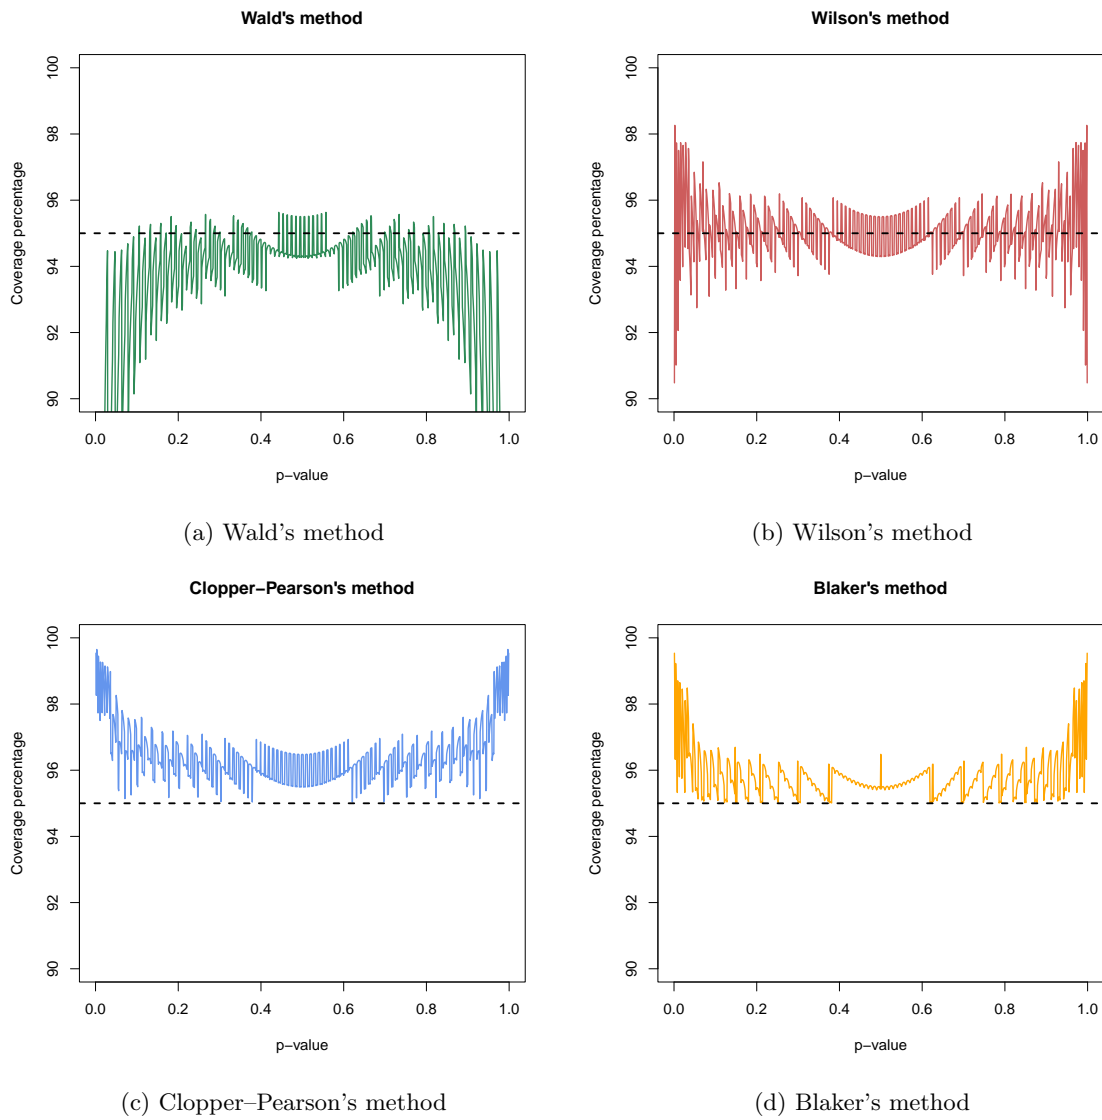 Wald's method
Coverage percentage
100
98
96
94
92
90
0.0 0.2 0.4 0.6 0.8 1.0
p−value
(a) Wald's method
Wilson's method
Coverage percentage
100
98
96
94
92
90
0.0 0.2 0.4 0.6 0.8 1.0
p−value
(b) Wilson's method
Clopper−Pearson's method
Coverage percentage
100
98
96
94
92
90
0.0 0.2 0.4 0.6 0.8 1.0
p−value
(c) Clopper–Pearson's method
Blaker's method
Coverage percentage
100
98
96
94
92
90
0.0 0.2 0.4 0.6 0.8 1.0
p−value
(d) Blaker's method